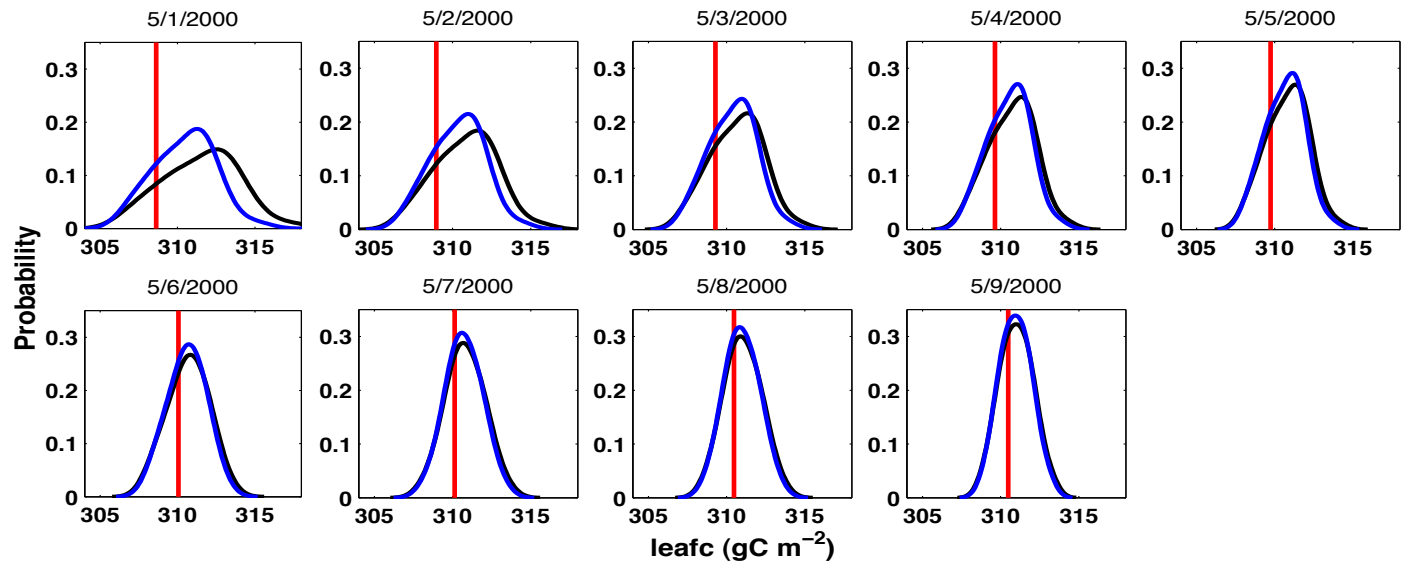 5/1/2000 5/2/2000 5/3/2000 5/4/2000 5/5/2000
0.3 0.3 0.3 0.3 0.3
0.2 0.2 0.2 0.2 0.2
0.1 0.1 0.1 0.1 0.1
0 0 0 0 0
305 310 315 305 310 315 305 310 315 305 310 315 305 310 315
Probability
5/6/2000 5/7/2000 5/8/2000 5/9/2000
0.3 0.3 0.3 0.3
0.2 0.2 0.2 0.2
0.1 0.1 0.1 0.1
0 0 0 0
305 310 315 305 310 315 305 310 315 305 310 315
leafc (gC m⁻²)